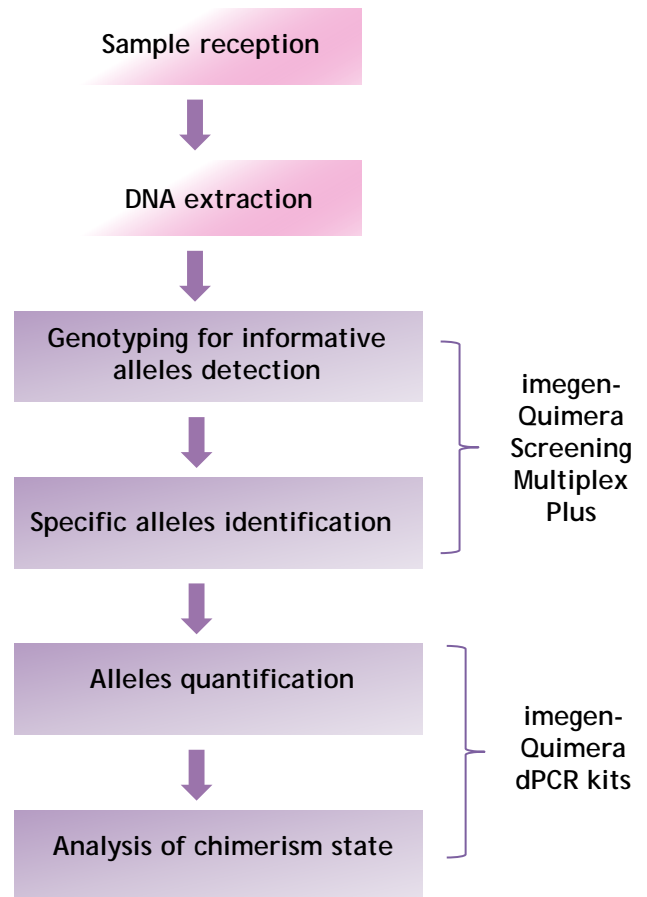 Sample reception
DNA extraction
Genotyping for informative
alleles detection
Specific alleles identification
imegen-
Quimera
Screening
Multiplex
Plus
Alleles quantification
Analysis of chimerism state
imegen-
Quimera
dPCR kits